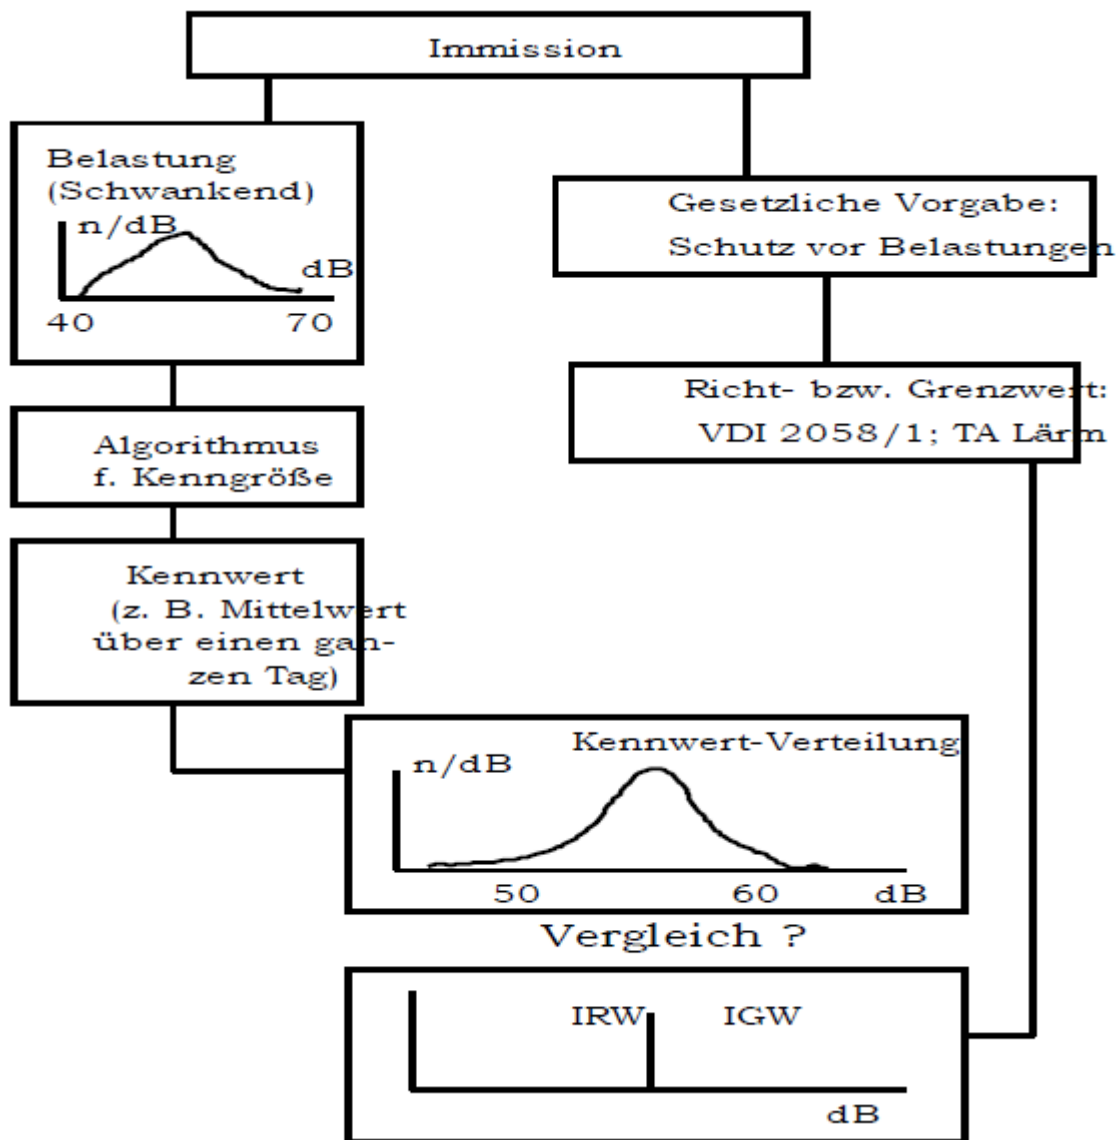 Immission
Belastung
(Schwankend)
n/dB
dB
40 70
Gesetzliche Vorgabe:
Schutz vor Belastungen
Richt- bzw. Grenzwert:
VDI 2058/1; TA Lärm
Algorithmus
f. Kenngröße
Kennwert
(z. B. Mittelwert
über einen gan-
zen Tag)
Kennwert-Verteilung
n/dB
50 60 dB
Vergleich ?
IRW IGW
dB